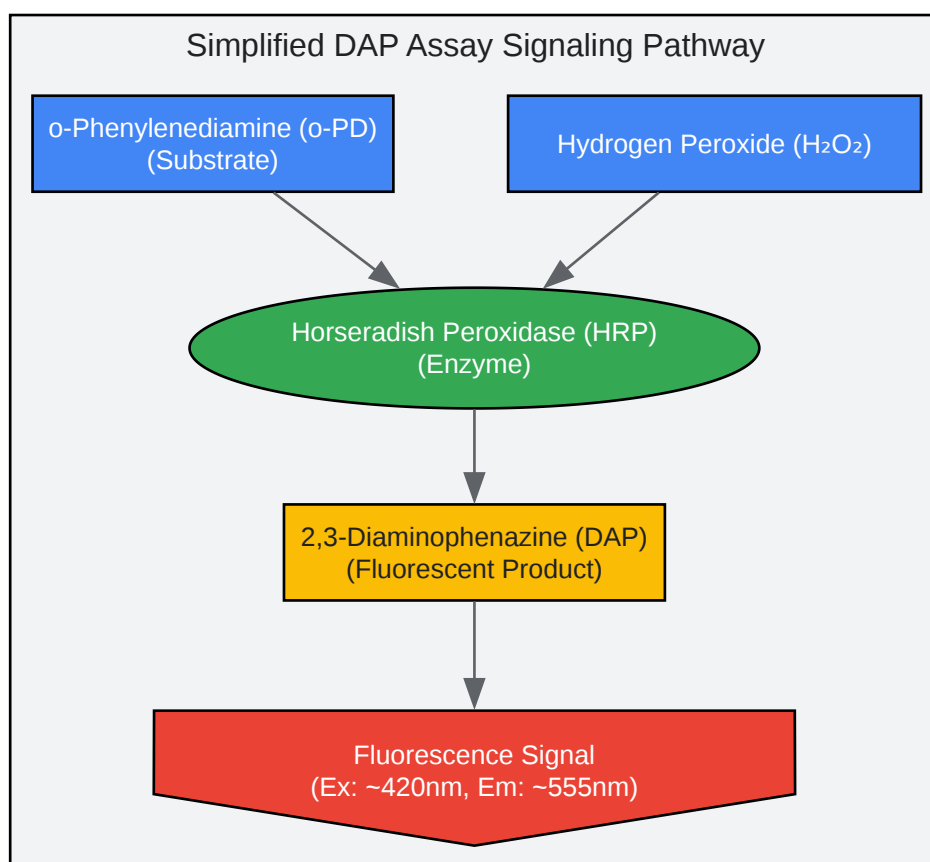 Simplified DAP Assay Signaling Pathway
o-Phenylenediamine (o-PD)
(Substrate)
Hydrogen Peroxide (H₂O₂)
Horseradish Peroxidase (HRP)
(Enzyme)
2,3-Diaminophenazine (DAP)
(Fluorescent Product)
Fluorescence Signal
(Ex: ~420nm, Em: ~555nm)